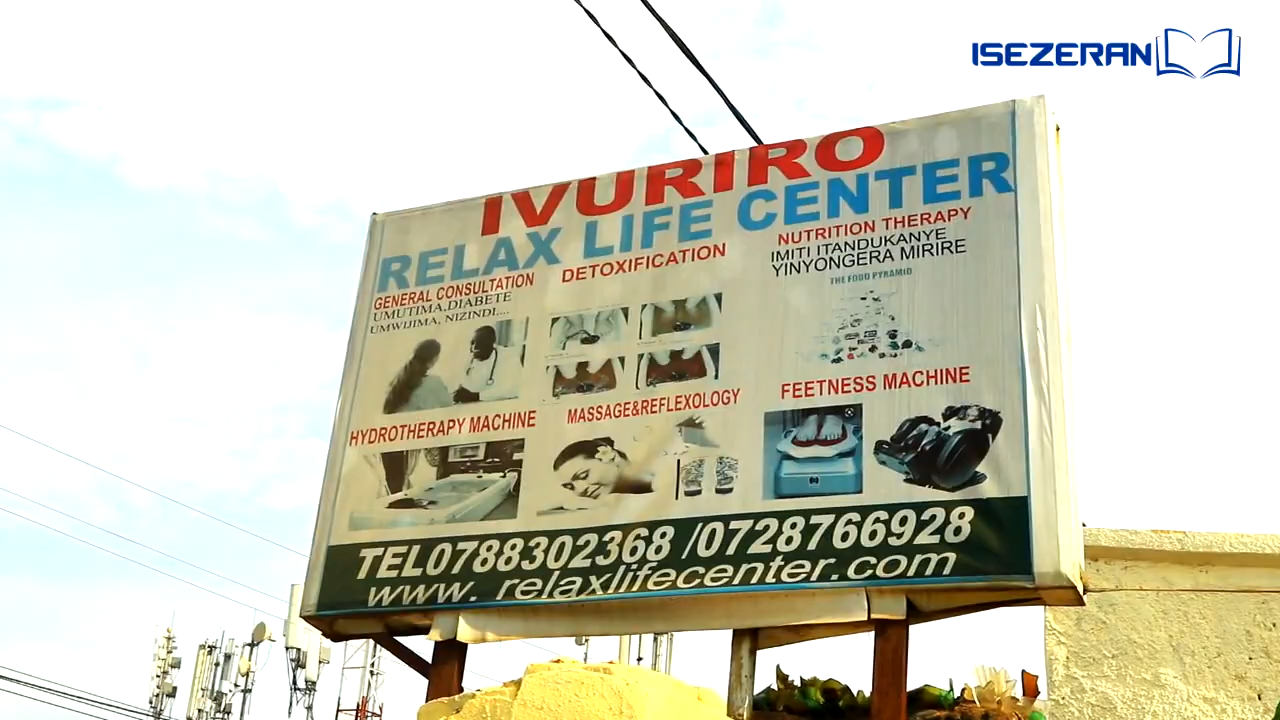 ISEZERAN
IVURIRO
RELAX LIFE CENTER
GENERAL CONSULTATION
UMUTIMA,DIABETE
UMWIJIMA, NIZINDI....
DETOXIFICATION
NUTRITION THERAPY
IMITI ITANDUKANYE
YINYONGERA MIRIRE
THE FOOD PYRAMID
HYDROTHERAPY MACHINE
MASSAGE&REFLEXOLOGY
FEETNESS MACHINE
TEL0788302368 /0728766928
www. relaxlifecenter.com